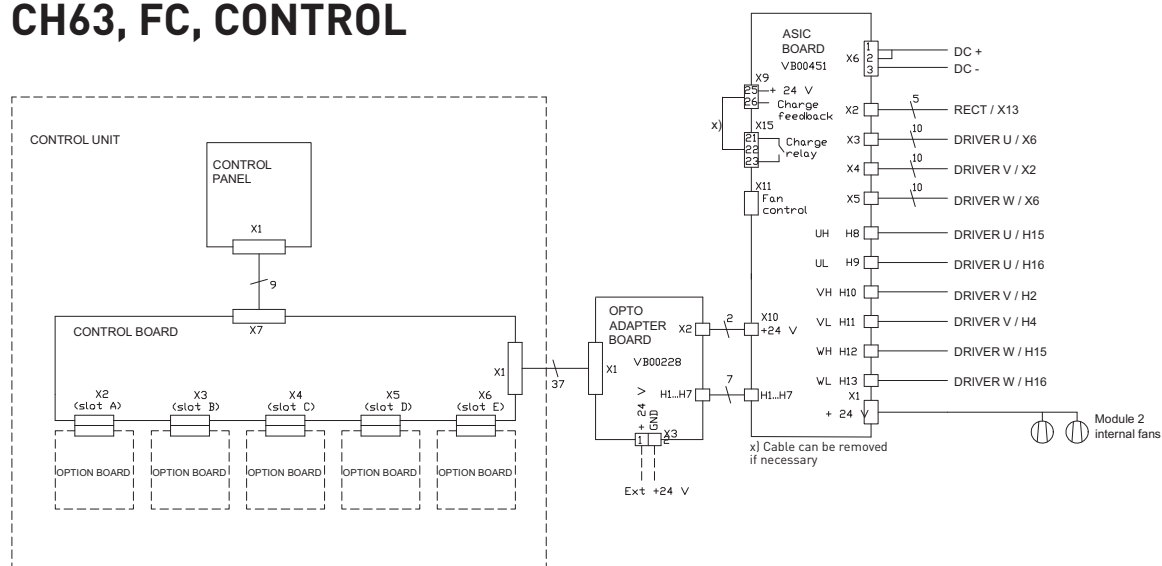 CH63, FC, CONTROL
CONTROL UNIT
CONTROL
PANEL
X1
9
X7
CONTROL BOARD
X1
37
X2
(slot A)
X3
(slot B)
X4
(slot C)
X5
(slot D)
X6
(slot E)
OPTION BOARD
OPTION BOARD
OPTION BOARD
OPTION BOARD
OPTION BOARD
OPTO
ADAPTER
BOARD
VB00228
X1
X2
2
H1...H7
7
+ 24 V
GND
X3
1
2
Ext +24 V
ASIC
BOARD
VB00451
X9
25
+ 24 V
26
Charge
feedback
x)
X15
21
22
23
Charge
relay
X11
Fan
control
X10
+24 V
H1...H7
X6
1
2
3
DC +
DC -
X2
5
RECT / X13
X3
10
DRIVER U / X6
X4
10
DRIVER V / X2
X5
10
DRIVER W / X6
UH H8
DRIVER U / H15
UL H9
DRIVER U / H16
VH H10
DRIVER V / H2
VL H11
DRIVER V / H4
WH H12
DRIVER W / H15
WL H13
DRIVER W / H16
X1
+ 24 V
Module 2
internal fans
x) Cable can be removed
if necessary